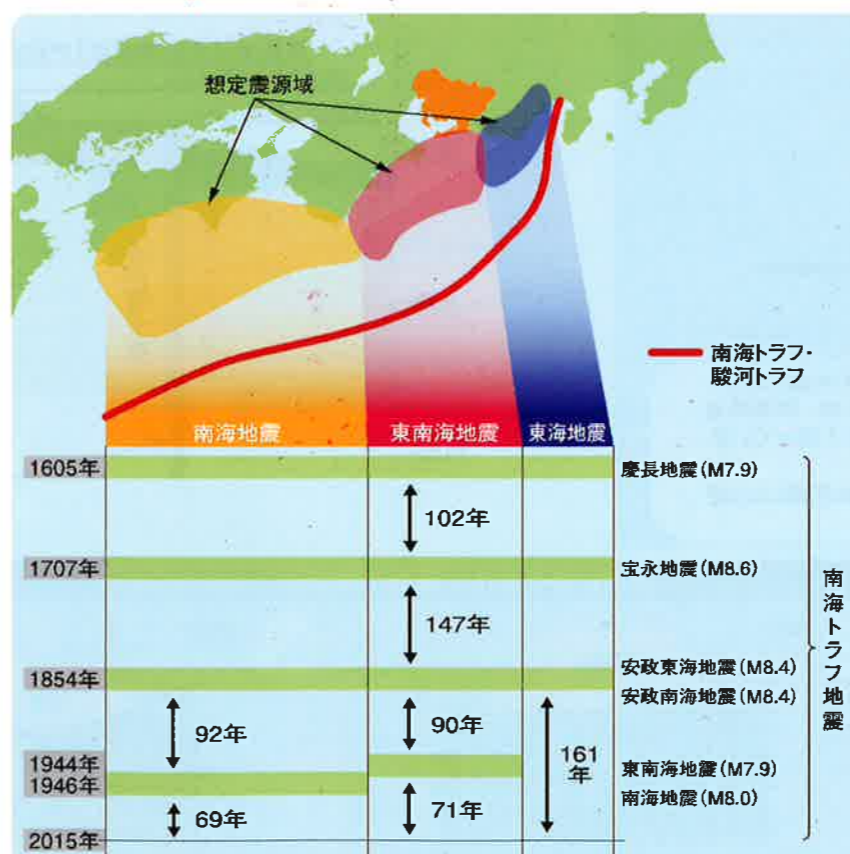 想定震源域
南海トラフ・
駿河トラフ
南海地震
東南海地震
東海地震
1605年
慶長地震(M7.9)
102年
1707年
宝永地震(M8.6)
147年
1854年
安政東海地震(M8.4)
安政南海地震(M8.4)
92年
90年
161
年
1944年
東南海地震(M7.9)
1946年
南海地震(M8.0)
69年
71年
2015年
南海トラフ地震